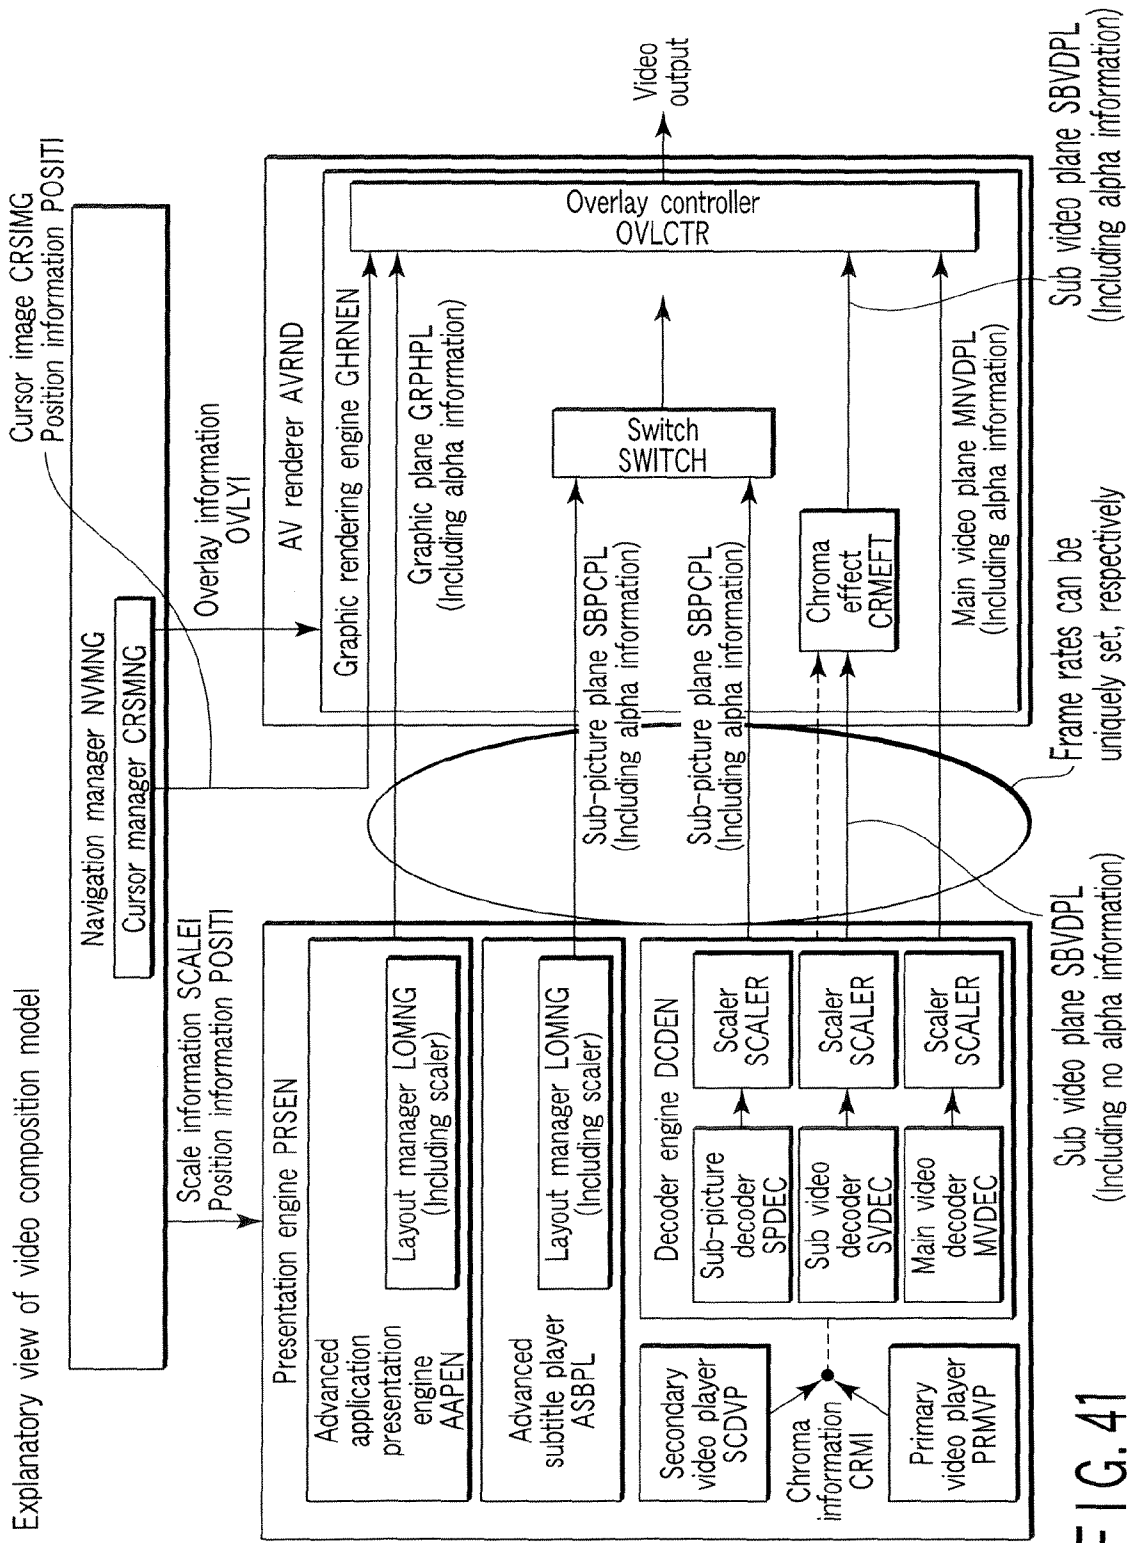 Explanatory view of video composition model
Navigation manager NVMNG
Cursor manager CRSMNG
Cursor image CRSIMG
Position information POSITI
Scale information SCALEI
Position information POSITI
Overlay information
OVLYI
Presentation engine PRSEN
Advanced
application
presentation
engine
AAPEN
Layout manager LOMNG
(Including scaler)
Advanced
subtitle player
ASBPL
Layout manager LOMNG
(Including scaler)
Secondary
video player
SCDVP
Chroma
information
CRMI
Primary
video player
PRMVP
Decoder engine DCDEN
Sub-picture
decoder
SPDEC
Scaler
SCALER
Sub video
decoder
SVDEC
Scaler
SCALER
Main video
decoder
MVDEC
Scaler
SCALER
AV renderer AVRND
Graphic rendering engine GHRNEN
Graphic plane GRPHPL
(Including alpha information)
Sub-picture plane SBPCPL
(Including alpha information)
Sub-picture plane SBPCPL
(Including alpha information)
Switch
SWITCH
Chroma
effect
CRMEFT
Main video plane MNVDPL
(Including alpha information)
Overlay controller
OVLCTR
Video
output
Sub video plane SBVDPL
(Including no alpha information)
Frame rates can be
uniquely set, respectively
Sub video plane SBVDPL
(Including alpha information)
FIG. 41